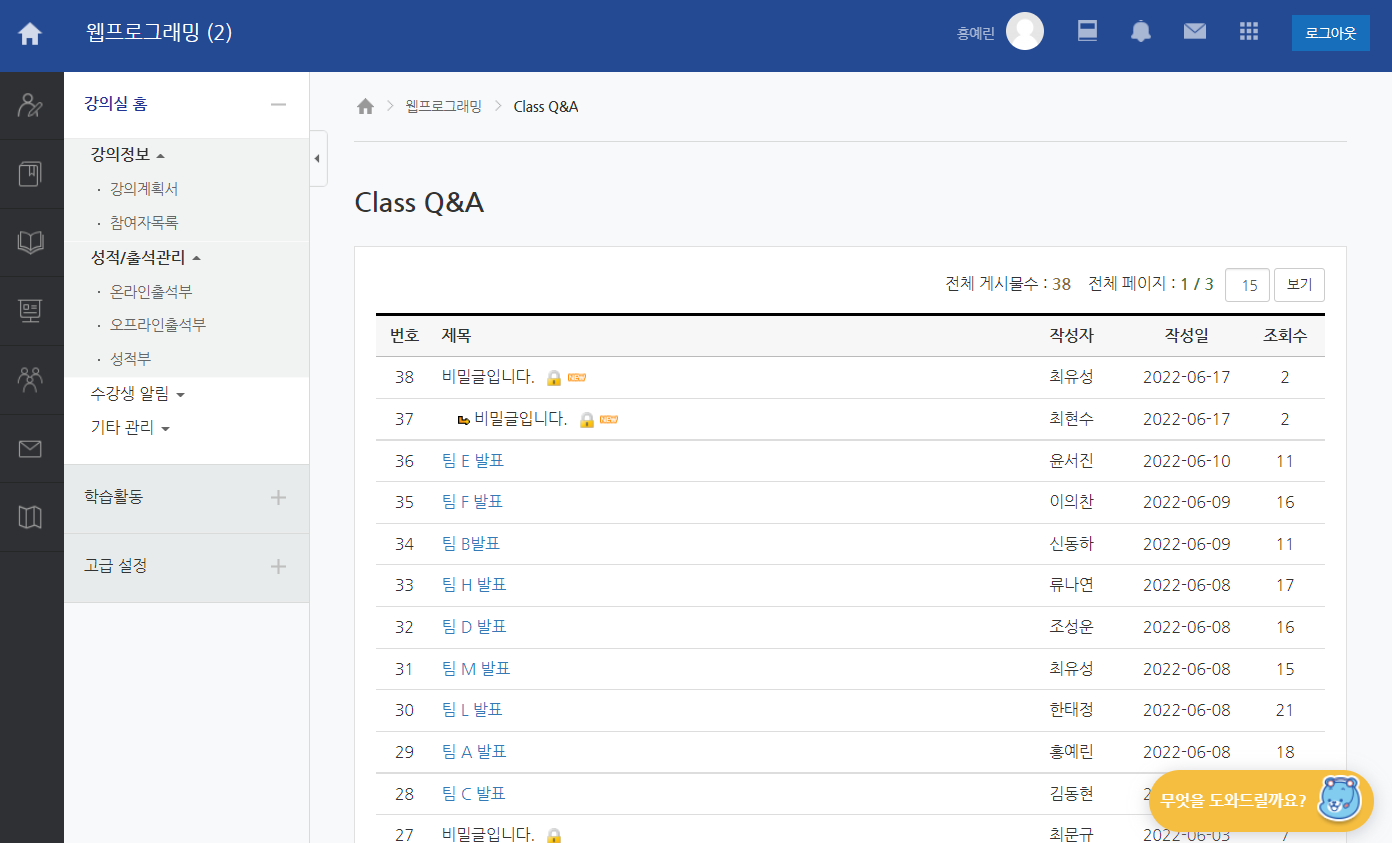 웹프로그래밍 (2)
홍예린
로그아웃
강의실 홈
강의정보
· 강의계획서
· 참여자목록
성적/출석관리
· 온라인출석부
· 오프라인출석부
· 성적부
수강생 알림
기타 관리
학습활동
고급 설정
웹프로그래밍 > Class Q&A
Class Q&A
전체 게시물수 : 38 전체 페이지 : 1 / 3 15 보기
번호 제목 작성자 작성일 조회수
38 비밀글입니다. NEW 최유성 2022-06-17 2
37 비밀글입니다. NEW 최현수 2022-06-17 2
36 팀 E 발표 윤서진 2022-06-10 11
35 팀 F 발표 이의찬 2022-06-09 16
34 팀 B발표 신동하 2022-06-09 11
33 팀 H 발표 류나연 2022-06-08 17
32 팀 D 발표 조성운 2022-06-08 16
31 팀 M 발표 최유성 2022-06-08 15
30 팀 L 발표 한태정 2022-06-08 21
29 팀 A 발표 홍예린 2022-06-08 18
28 팀 C 발표 김동현
무엇을 도와드릴까요?
27 비밀글입니다. 최문규 2022-06-03 7